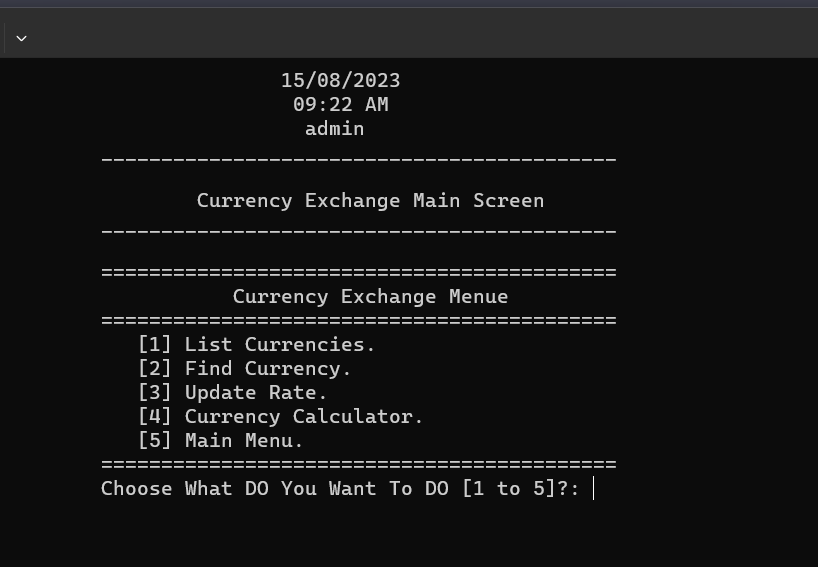 15/08/2023
09:22 AM
admin
-------------------------------------------
Currency Exchange Main Screen
-------------------------------------------
===========================================
Currency Exchange Menue
===========================================
[1] List Currencies.
[2] Find Currency.
[3] Update Rate.
[4] Currency Calculator.
[5] Main Menu.
===========================================
Choose What DO You Want To DO [1 to 5]?: